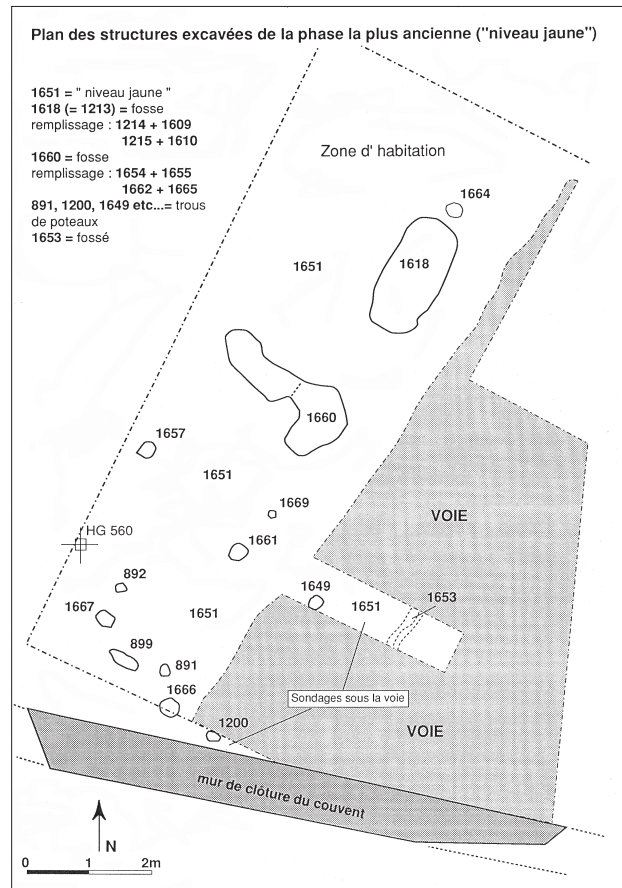 Plan des structures excavées de la phase la plus ancienne ("niveau jaune")
1651 = " niveau jaune "
1618 (= 1213) = fosse
remplissage : 1214 + 1609
1215 + 1610
1660 = fosse
remplissage : 1654 + 1655
1662 + 1665
891, 1200, 1649 etc...= trous
de poteaux
1653 = fossé
Zone d' habitation
1664
1651
1618
1660
1657
1651
1669
VOIE
HG 560
1661
892
1649
1653
1667
1651
1651
899
891
1666
Sondages sous la voie
1200
VOIE
mur de clôture du couvent
N
0 1 2m